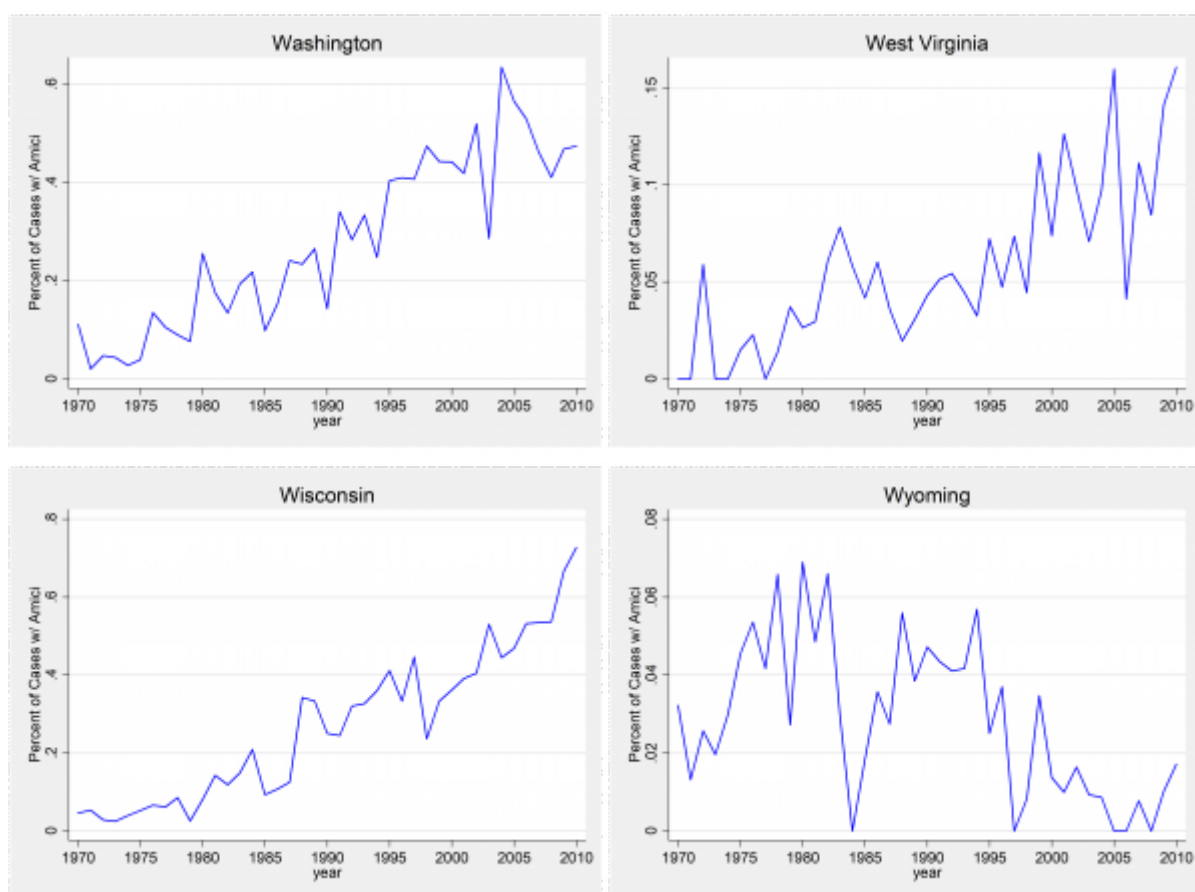 Washington
Percent of Cases w/ Amici
.6
.4
.2
0
1970 1975 1980 1985 1990 1995 2000 2005 2010
year
West Virginia
Percent of Cases w/ Amici
.15
.1
.05
0
1970 1975 1980 1985 1990 1995 2000 2005 2010
year
Wisconsin
Percent of Cases w/ Amici
.8
.6
.4
.2
0
1970 1975 1980 1985 1990 1995 2000 2005 2010
year
Wyoming
Percent of Cases w/ Amici
.08
.06
.04
.02
0
1970 1975 1980 1985 1990 1995 2000 2005 2010
year